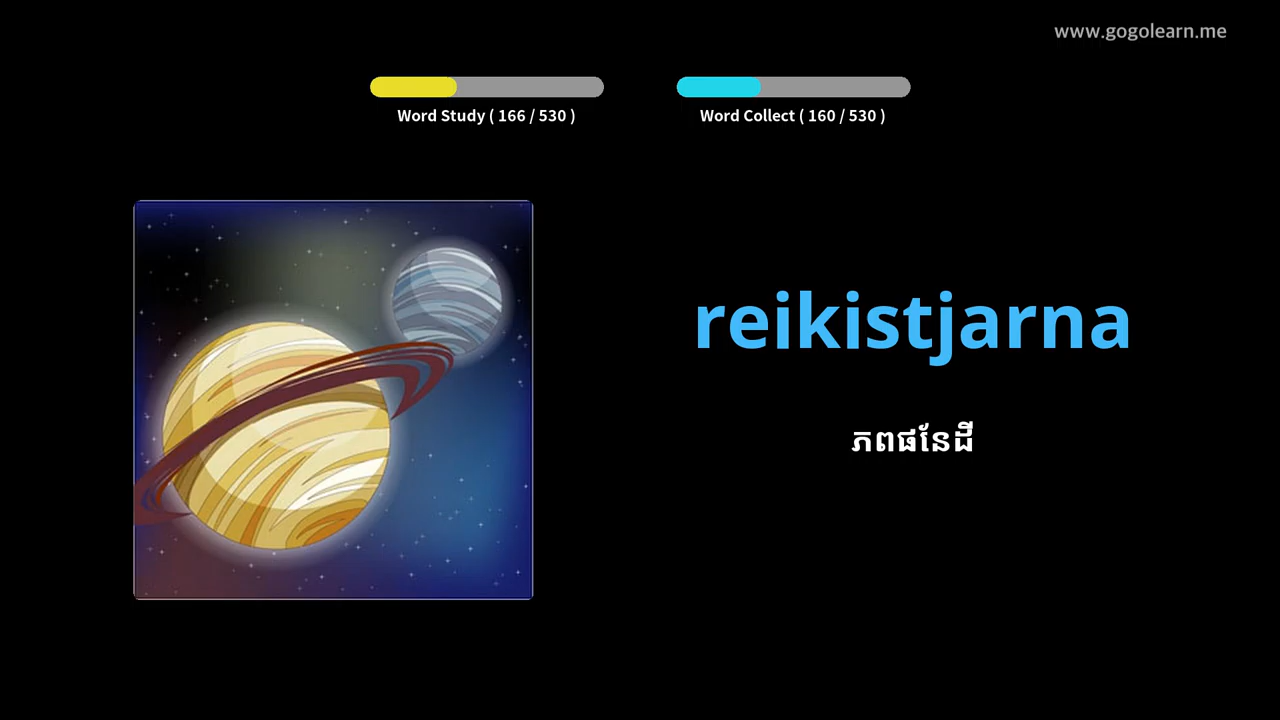 www.gogolearn.me
Word Study ( 166 / 530 )
Word Collect ( 160 / 530 )
reikistjarna
ភពផែនដី